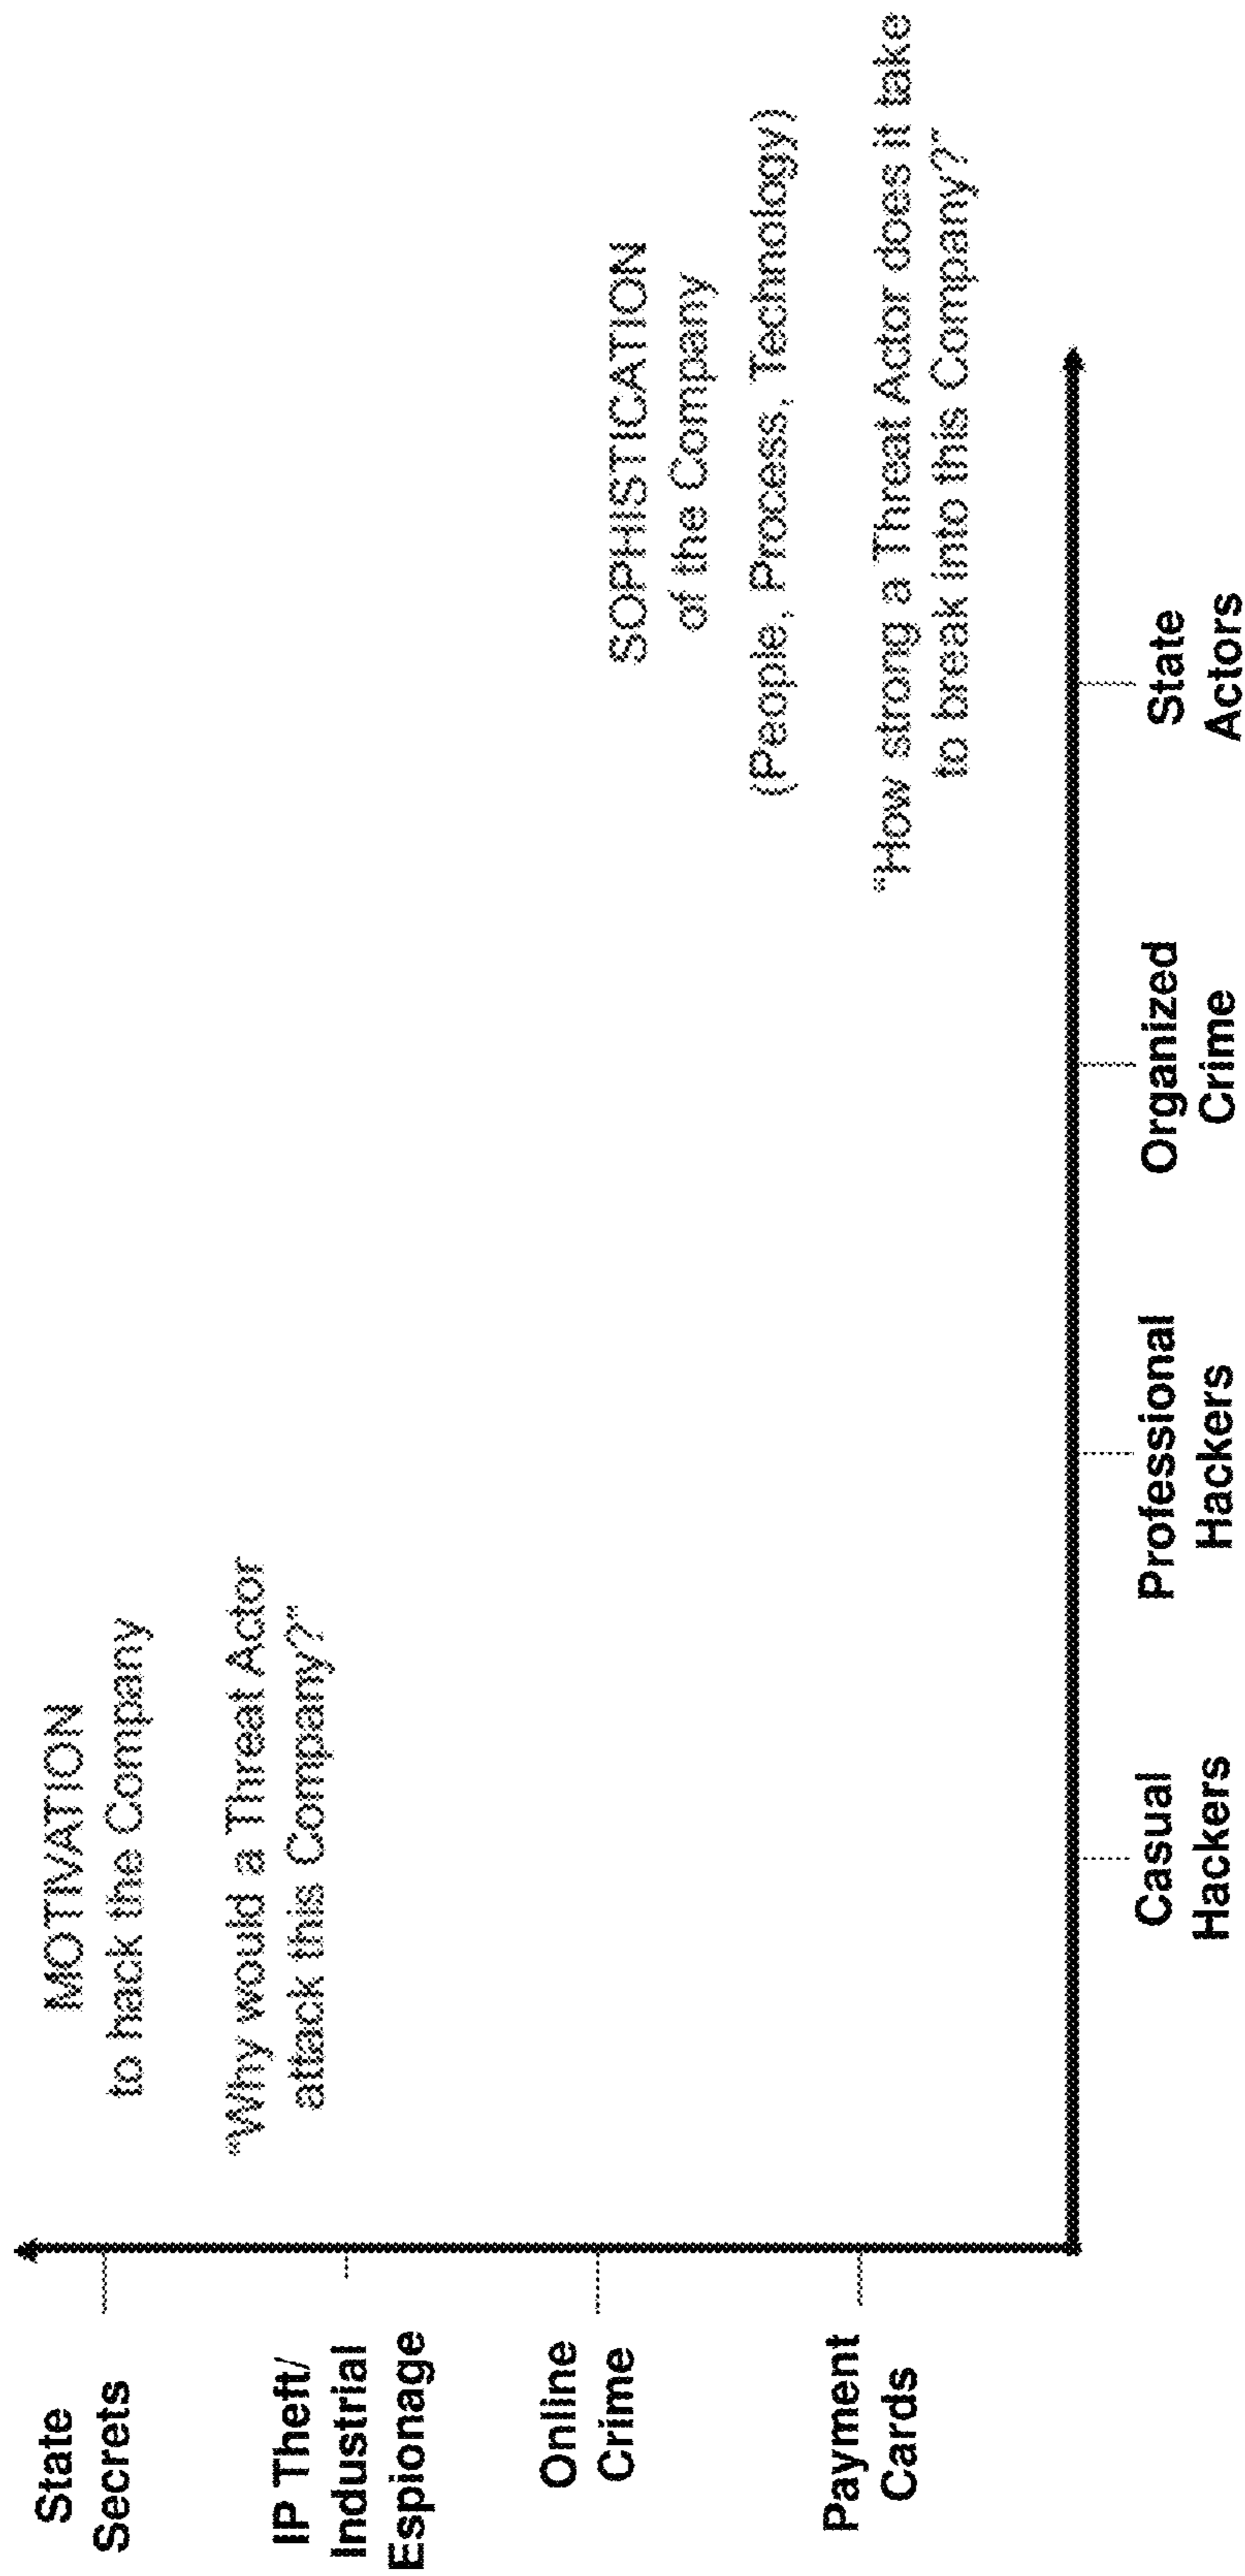 State
Secrets
IP Theft/
Industrial
Espionage
Online
Crime
Payment
Cards
MOTIVATION
to hack the Company
"Why would a Threat Actor
attack this Company?"
SOPHISTICATION
of the Company
(People, Process, Technology)
"How strong a Threat Actor does it take
to break into this Company?"
Casual
Hackers
Professional
Hackers
Organized
Crime
State
Actors